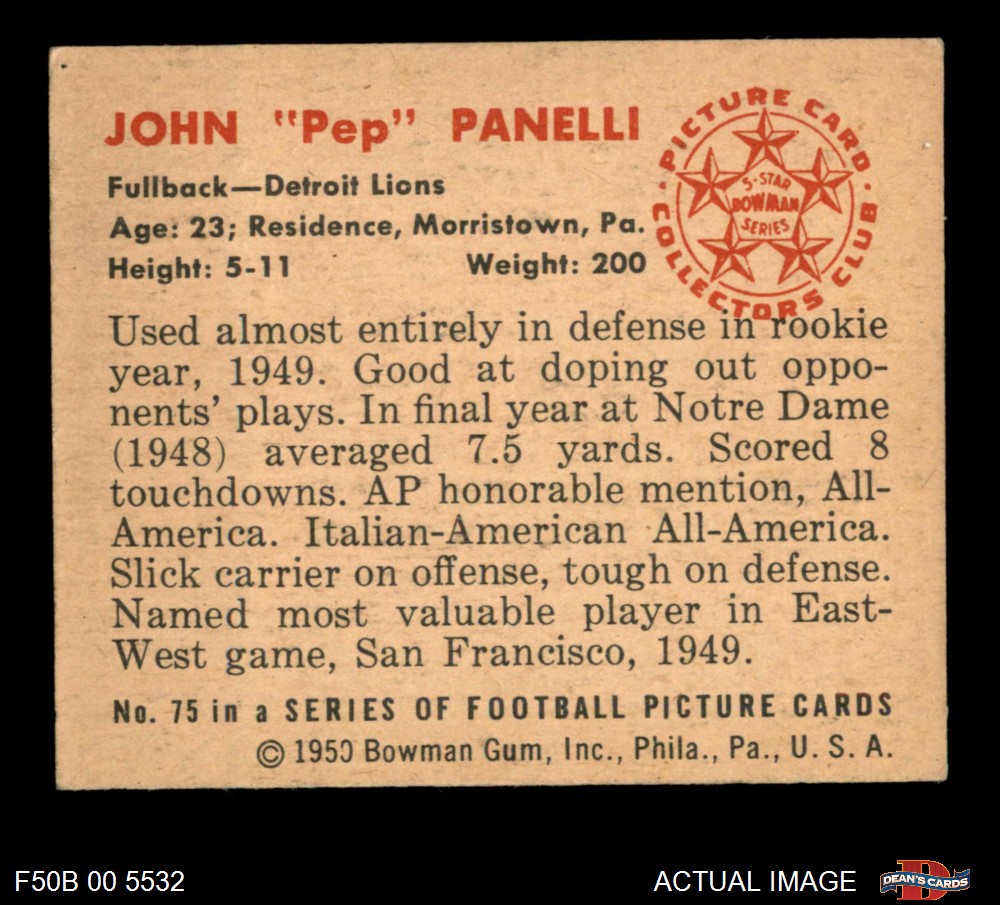 JOHN "Pep" PANELLI
Fullback—Detroit Lions
Age: 23; Residence, Morristown, Pa.
Height: 5-11 Weight: 200
PICTURE CARD
COLLECTORS CLUB
5-STAR
BOWMAN
SERIES
Used almost entirely in defense in rookie
year, 1949. Good at doping out oppo-
nents' plays. In final year at Notre Dame
(1948) averaged 7.5 yards. Scored 8
touchdowns. AP honorable mention, All-
America. Italian-American All-America.
Slick carrier on offense, tough on defense.
Named most valuable player in East-
West game, San Francisco, 1949.
No. 75 in a SERIES OF FOOTBALL PICTURE CARDS
© 1950 Bowman Gum, Inc., Phila., Pa., U. S. A.
F50B 00 5532
ACTUAL IMAGE
DEAN'S CARDS